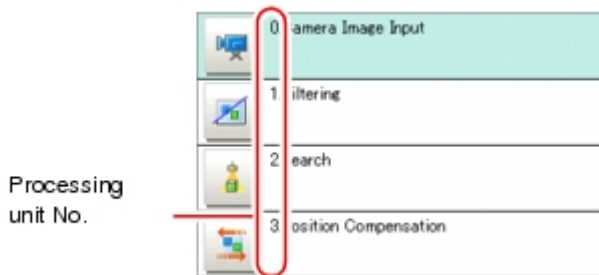 0. amera Image Input
1. iltering
2. earch
Processing
unit No.
3. osition Compensation